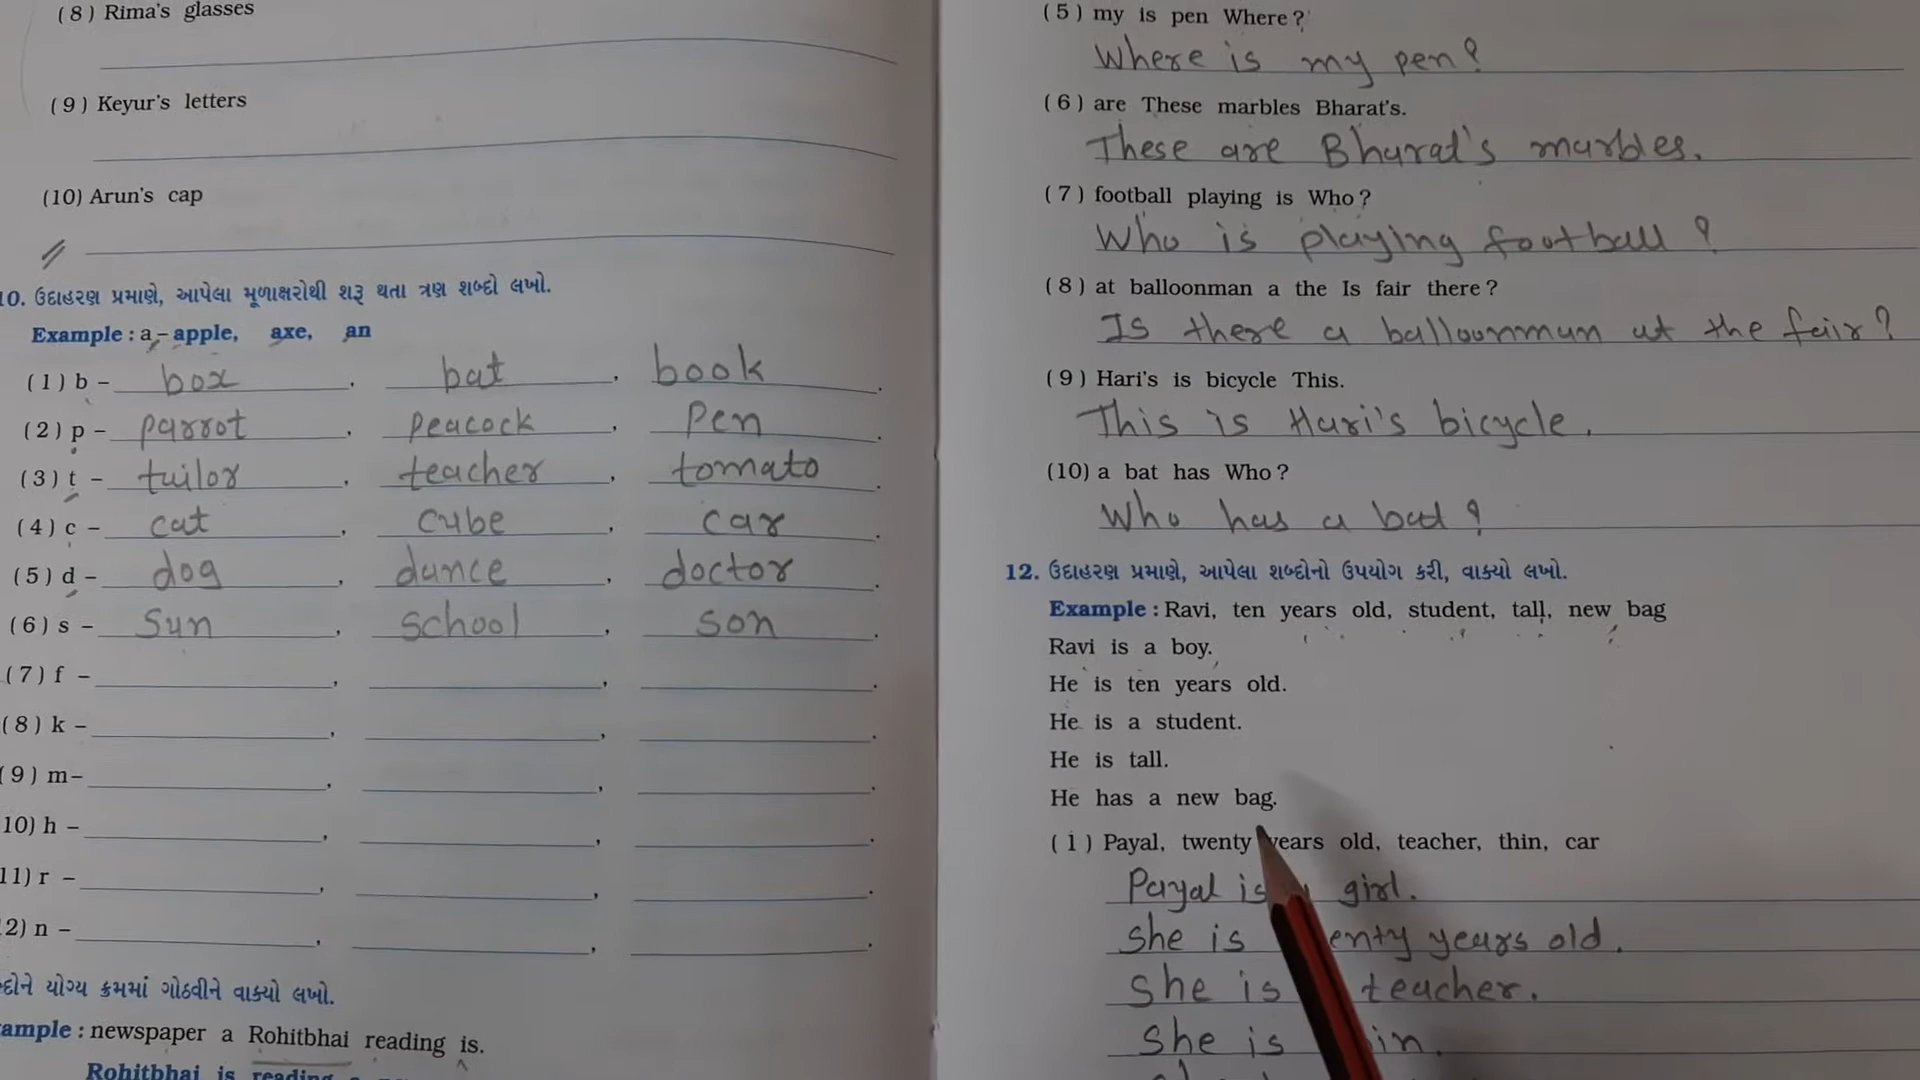 (8) Rima's glasses
(9) Keyur's letters
(10) Arun's cap
10. ઉદાહરણ પ્રમાણે, આપેલા મૂળાક્ષરોથી શરૂ થતા ત્રણ શબ્દો લખો.
Example : a – apple, axe, an
(1) b – box, bat, book.
(2) p – parrot, peacock, pen.
(3) t – tailor, teacher, tomato.
(4) c – cat, cube, car.
(5) d – dog, dance, doctor.
(6) s – sun, school, son.
(7) f –
(8) k –
(9) m –
10) h –
11) r –
2) n –
દોને યોગ્ય ક્રમમાં ગોઠવીને વાક્યો લખો.
ample : newspaper a Rohitbhai reading is.
Rohitbhai is reading
(5) my is pen Where?
Where is my pen?
(6) are These marbles Bharat's.
These are Bharat's marbles.
(7) football playing is Who?
Who is playing football?
(8) at balloonman a the Is fair there?
Is there a balloonman at the fair?
(9) Hari's is bicycle This.
This is Hari's bicycle.
(10) a bat has Who?
Who has a bat?
12. ઉદાહરણ પ્રમાણે, આપેલા શબ્દોનો ઉપયોગ કરી, વાક્યો લખો.
Example : Ravi, ten years old, student, tall, new bag
Ravi is a boy.
He is ten years old.
He is a student.
He is tall.
He has a new bag.
(1) Payal, twenty years old, teacher, thin, car
Payal is girl.
She is enty years old.
She is teacher.
She is in.